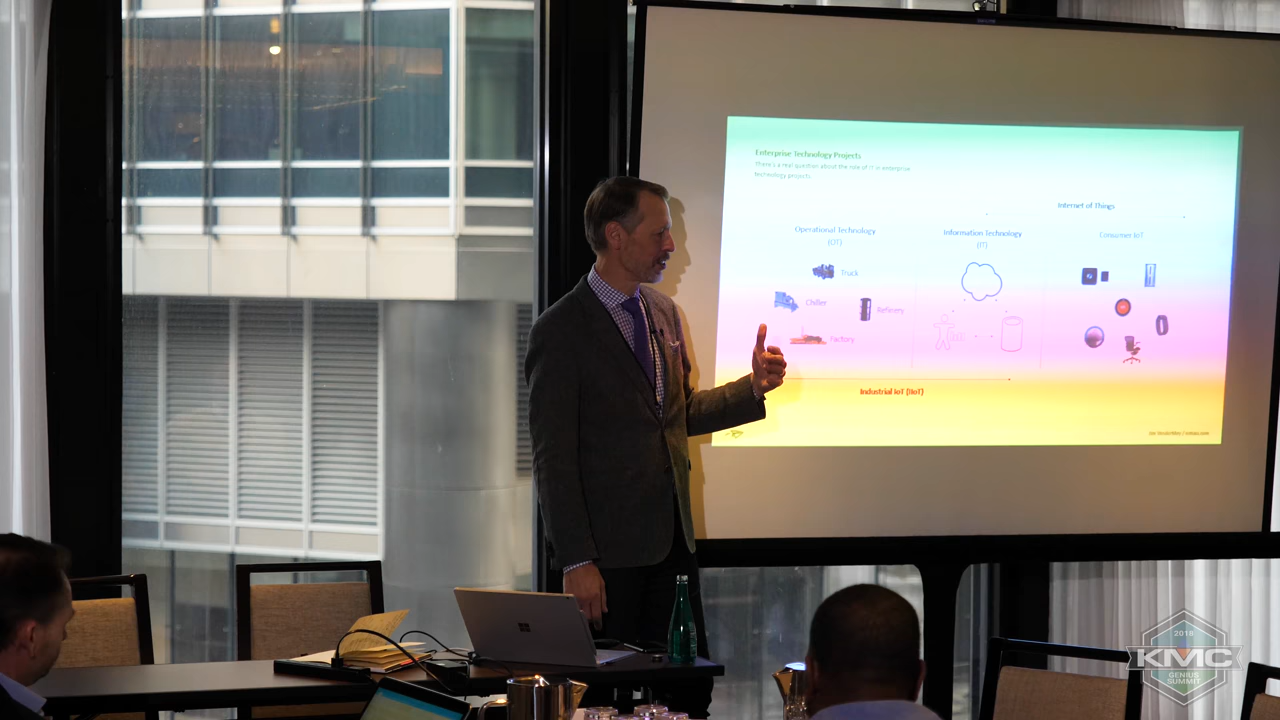 Enterprise Technology Projects
There's a real question about the role of IT in enterprise
technology projects
Internet of Things
Operational Technology
(OT)
Information Technology
(IT)
Consumer IoT
Truck
Chiller
Refinery
Factory
Industrial IoT (IIoT)
2018
KMC
GENIUS
SUMMIT